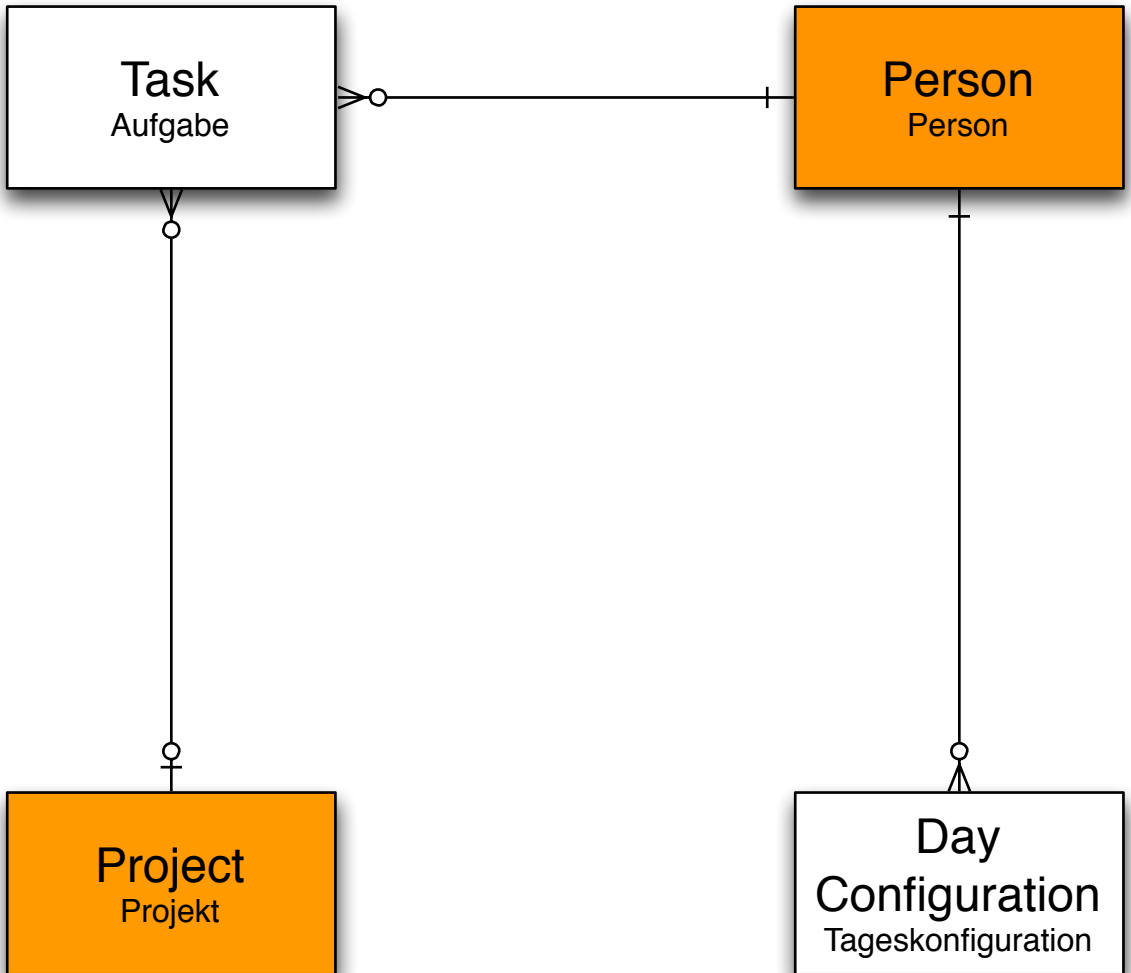 Task
Aufgabe
Person
Person
Project
Projekt
Day
Configuration
Tageskonfiguration